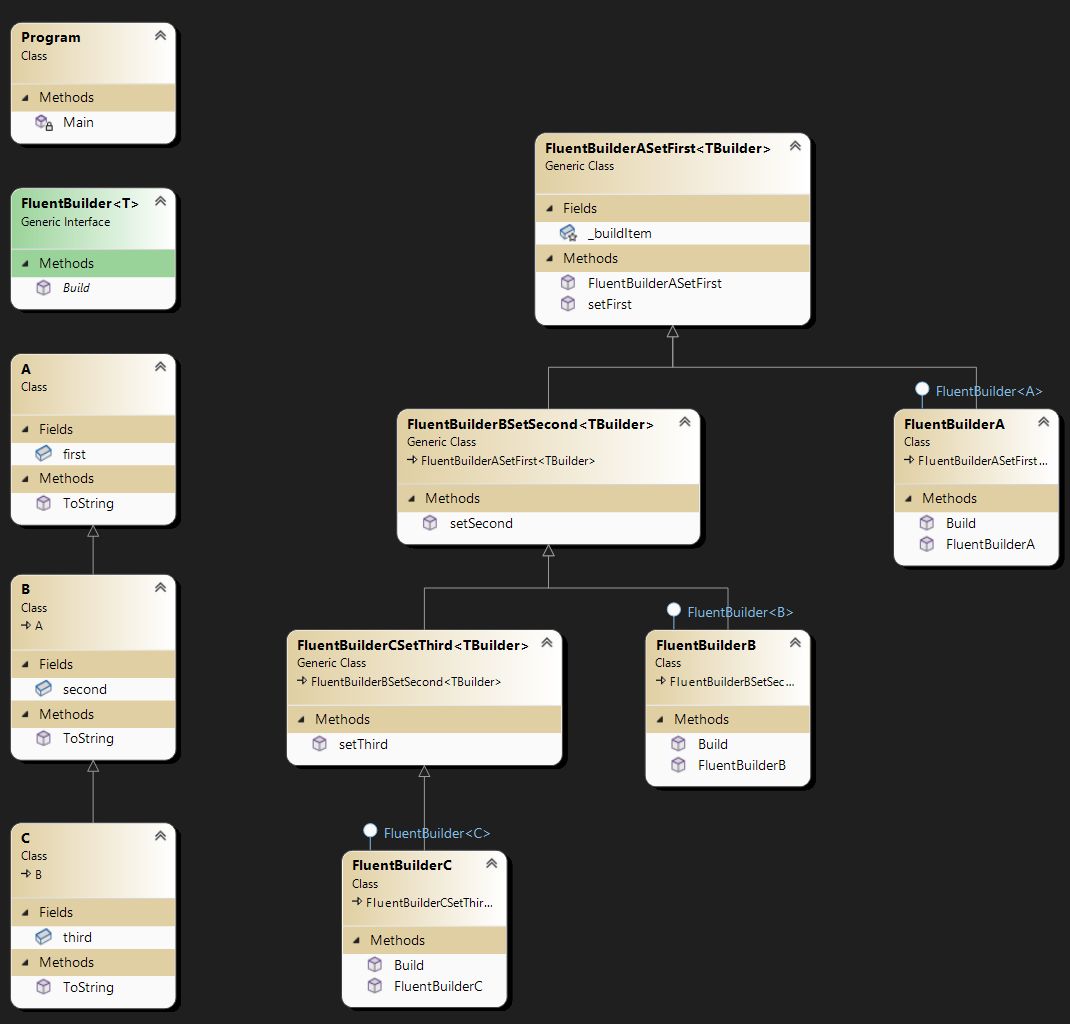 Program
Class
Methods
Main
FluentBuilder<T>
Generic Interface
Methods
Build
A
Class
Fields
first
Methods
ToString
B
Class
A
Fields
second
Methods
ToString
C
Class
B
Fields
third
Methods
ToString
FluentBuilderASetFirst<TBuilder>
Generic Class
Fields
_buildItem
Methods
FluentBuilderASetFirst
setFirst
FluentBuilderBSetSecond<TBuilder>
Generic Class
FluentBuilderASetFirst<TBuilder>
Methods
setSecond
FluentBuilder<A>
FluentBuilderA
Class
FluentBuilderASetFirst...
Methods
Build
FluentBuilderA
FluentBuilderCSetThird<TBuilder>
Generic Class
FluentBuilderBSetSecond<TBuilder>
Methods
setThird
FluentBuilder<B>
FluentBuilderB
Class
FluentBuilderBSetSec...
Methods
Build
FluentBuilderB
FluentBuilder<C>
FluentBuilderC
Class
FluentBuilderCSetThir...
Methods
Build
FluentBuilderC